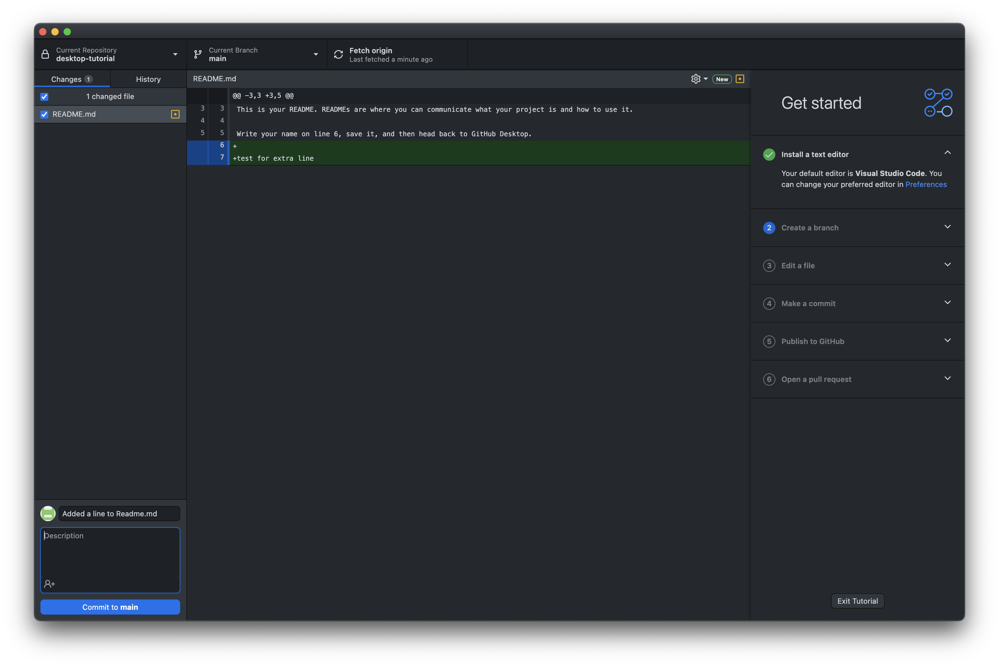 Current Repository
desktop-tutorial
Current Branch
main
Fetch origin
Last fetched a minute ago
Changes 1
History
1 changed file
README.md
README.md
New
@@ -3,3 +3,5 @@
3 3 This is your README. READMEs are where you can communicate what your project is and how to use it.
4 4
5 5 Write your name on line 6, save it, and then head back to GitHub Desktop.
6 +
7 +test for extra line
Get started
Install a text editor
Your default editor is Visual Studio Code. You
can change your preferred editor in Preferences
2 Create a branch
3 Edit a file
4 Make a commit
5 Publish to GitHub
6 Open a pull request
Exit Tutorial
Added a line to Readme.md
Description
Commit to main